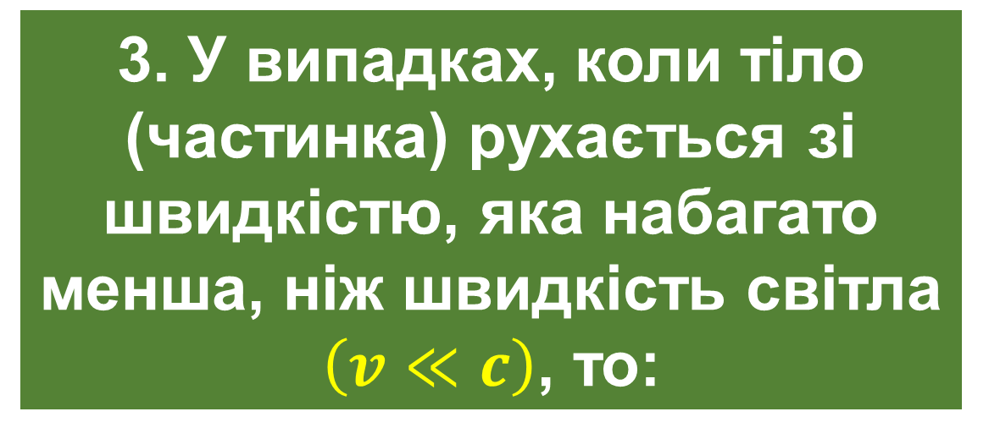 3. У випадках, коли тіло
(частинка) рухається зі
швидкістю, яка набагато
менша, ніж швидкість світла
(v ≪ c), то: